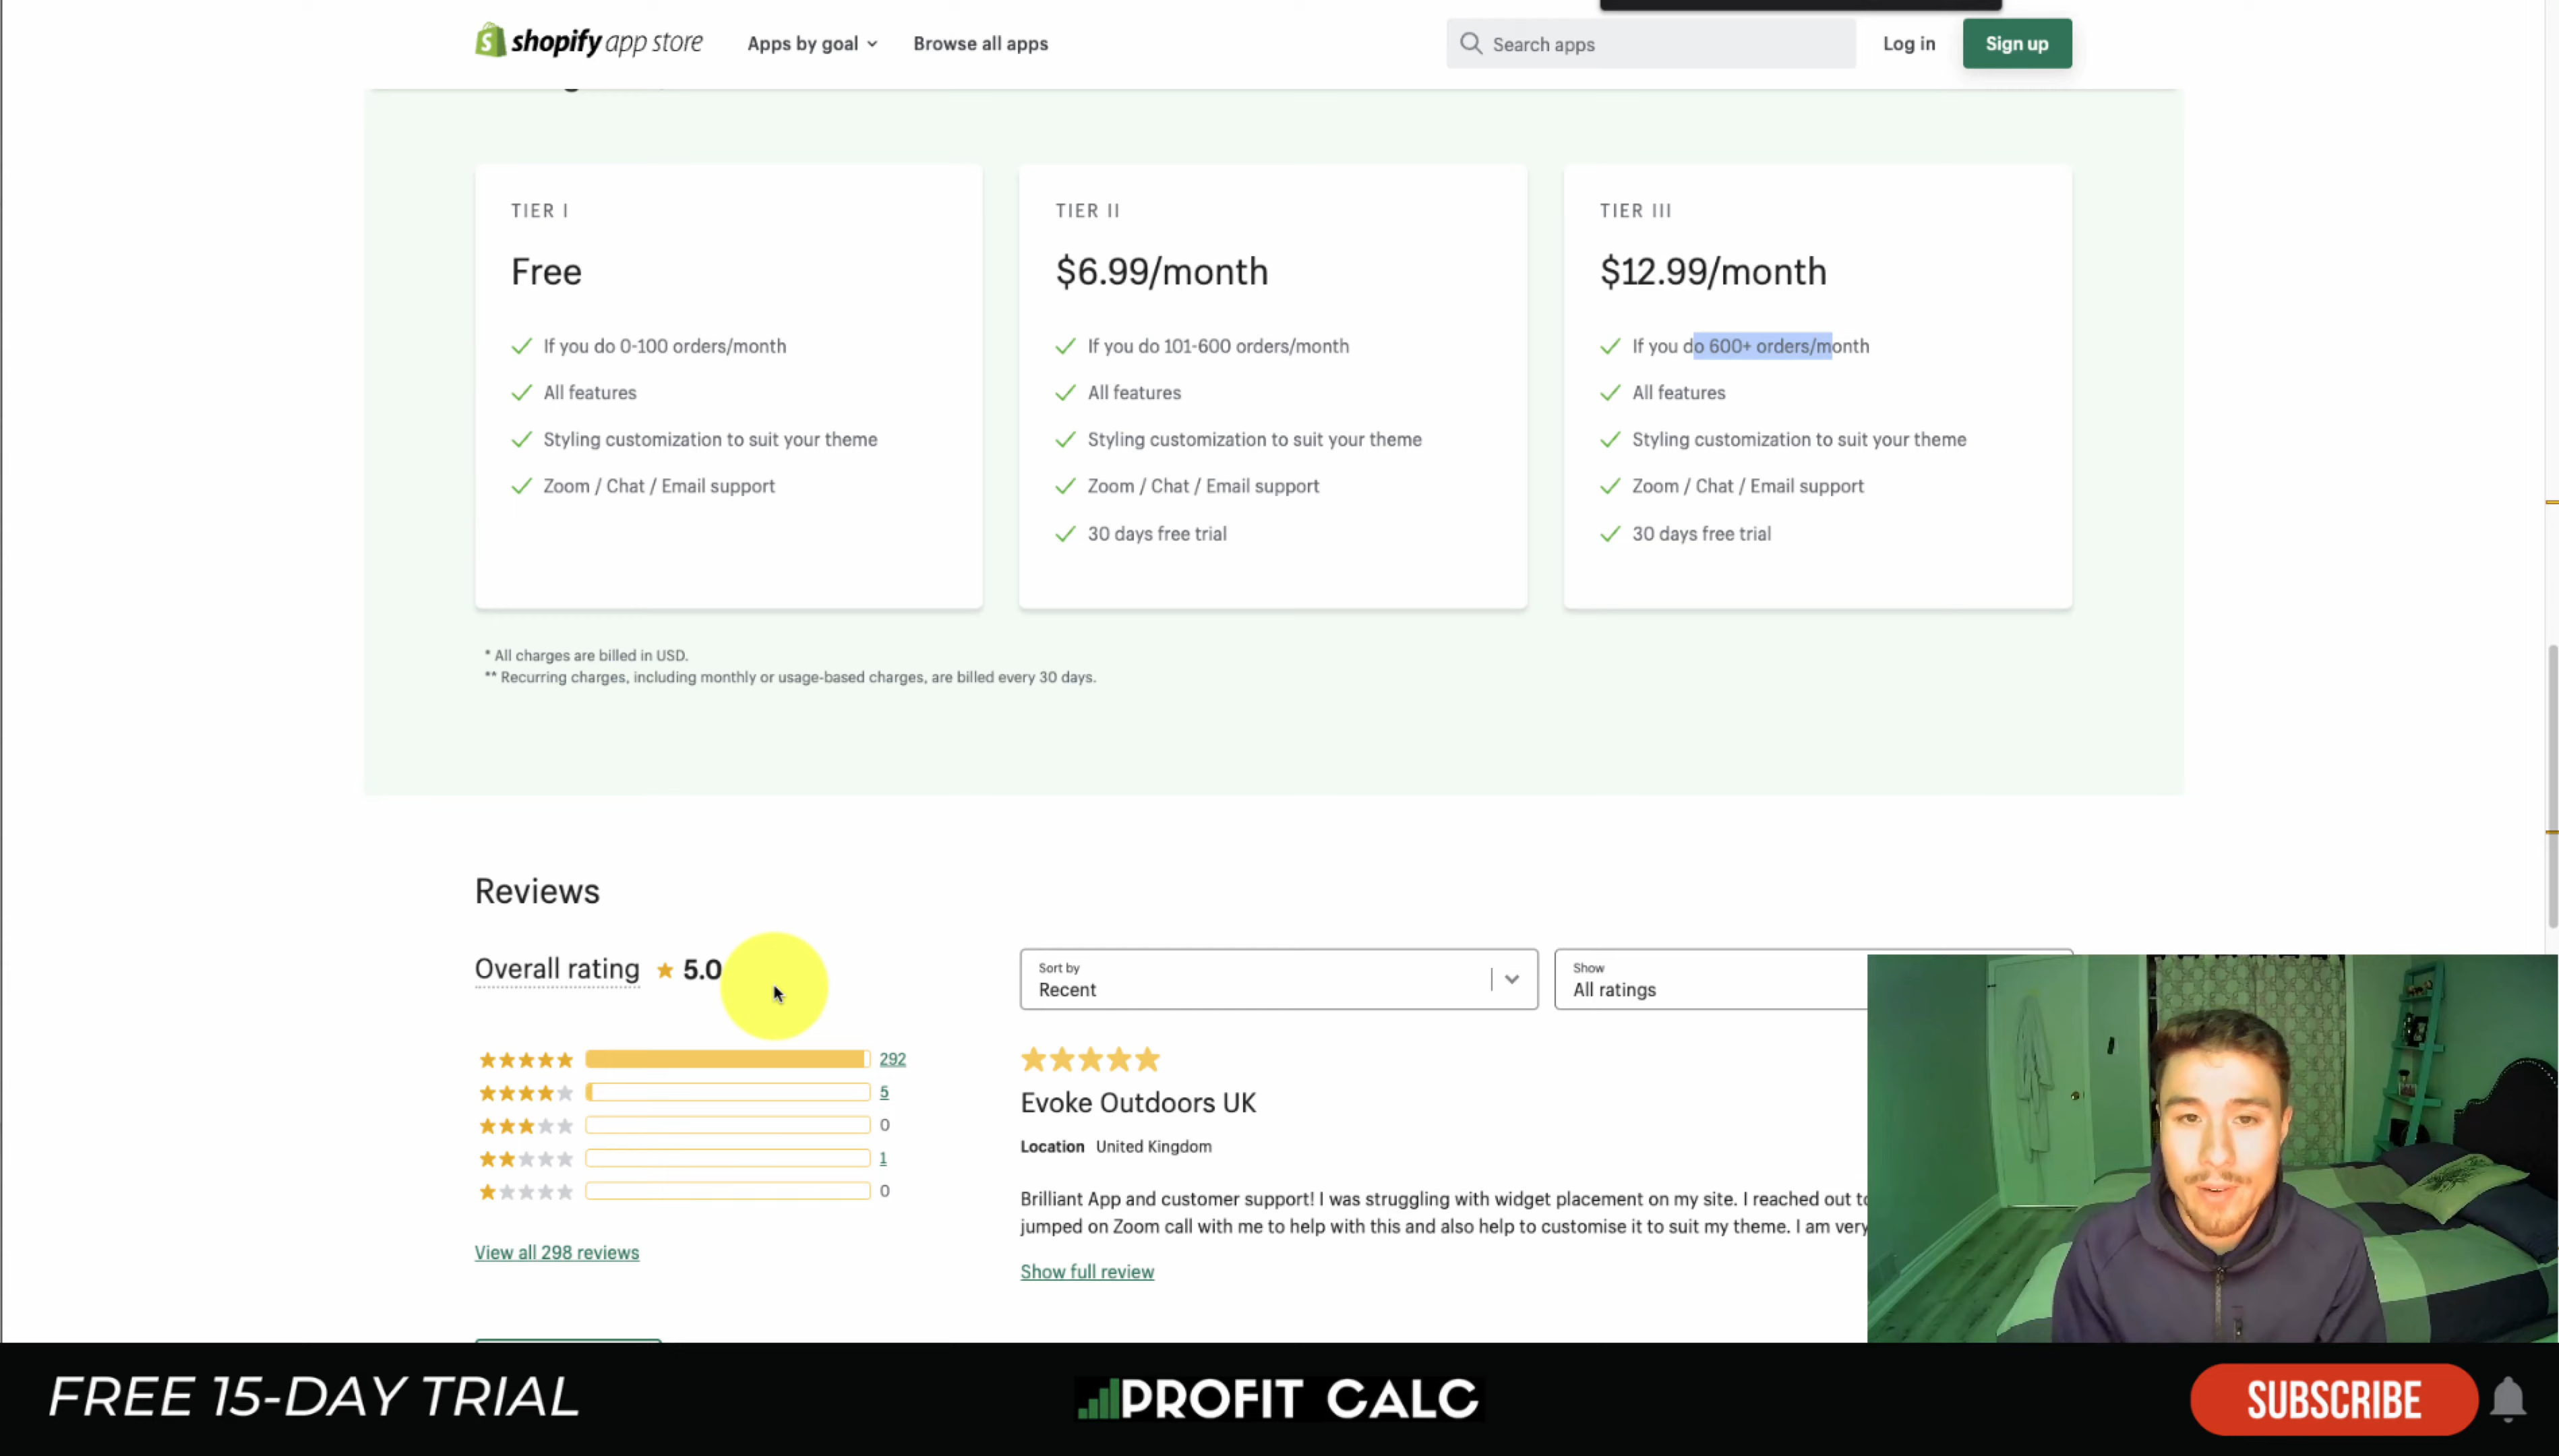 shopify app store
Apps by goal
Browse all apps
Search apps
Log in
Sign up
TIER I
Free
If you do 0-100 orders/month
All features
Styling customization to suit your theme
Zoom / Chat / Email support
TIER II
$6.99/month
If you do 101-600 orders/month
All features
Styling customization to suit your theme
Zoom / Chat / Email support
30 days free trial
TIER III
$12.99/month
If you do 600+ orders/month
All features
Styling customization to suit your theme
Zoom / Chat / Email support
30 days free trial
* All charges are billed in USD.
** Recurring charges, including monthly or usage-based charges, are billed every 30 days.
Reviews
Overall rating 5.0
292
5
0
1
0
View all 298 reviews
Sort by
Recent
Show
All ratings
Evoke Outdoors UK
Location United Kingdom
Brilliant App and customer support! I was struggling with widget placement on my site. I reached out
jumped on Zoom call with me to help with this and also help to customise it to suit my theme. I am very
Show full review
FREE 15-DAY TRIAL
PROFIT CALC
SUBSCRIBE